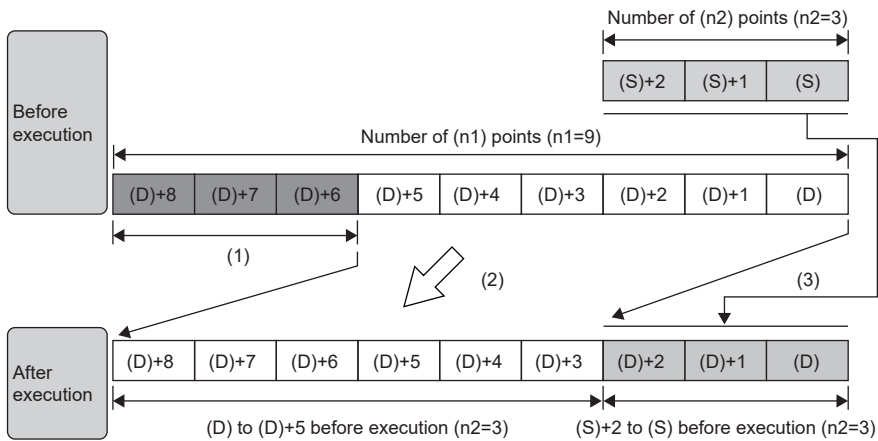 Number of (n2) points (n2=3)
(S)+2 (S)+1 (S)
Before
execution
Number of (n1) points (n1=9)
(D)+8 (D)+7 (D)+6 (D)+5 (D)+4 (D)+3 (D)+2 (D)+1 (D)
(1)
(2)
(3)
After
execution
(D)+8 (D)+7 (D)+6 (D)+5 (D)+4 (D)+3 (D)+2 (D)+1 (D)
(D) to (D)+5 before execution (n2=3)
(S)+2 to (S) before execution (n2=3)